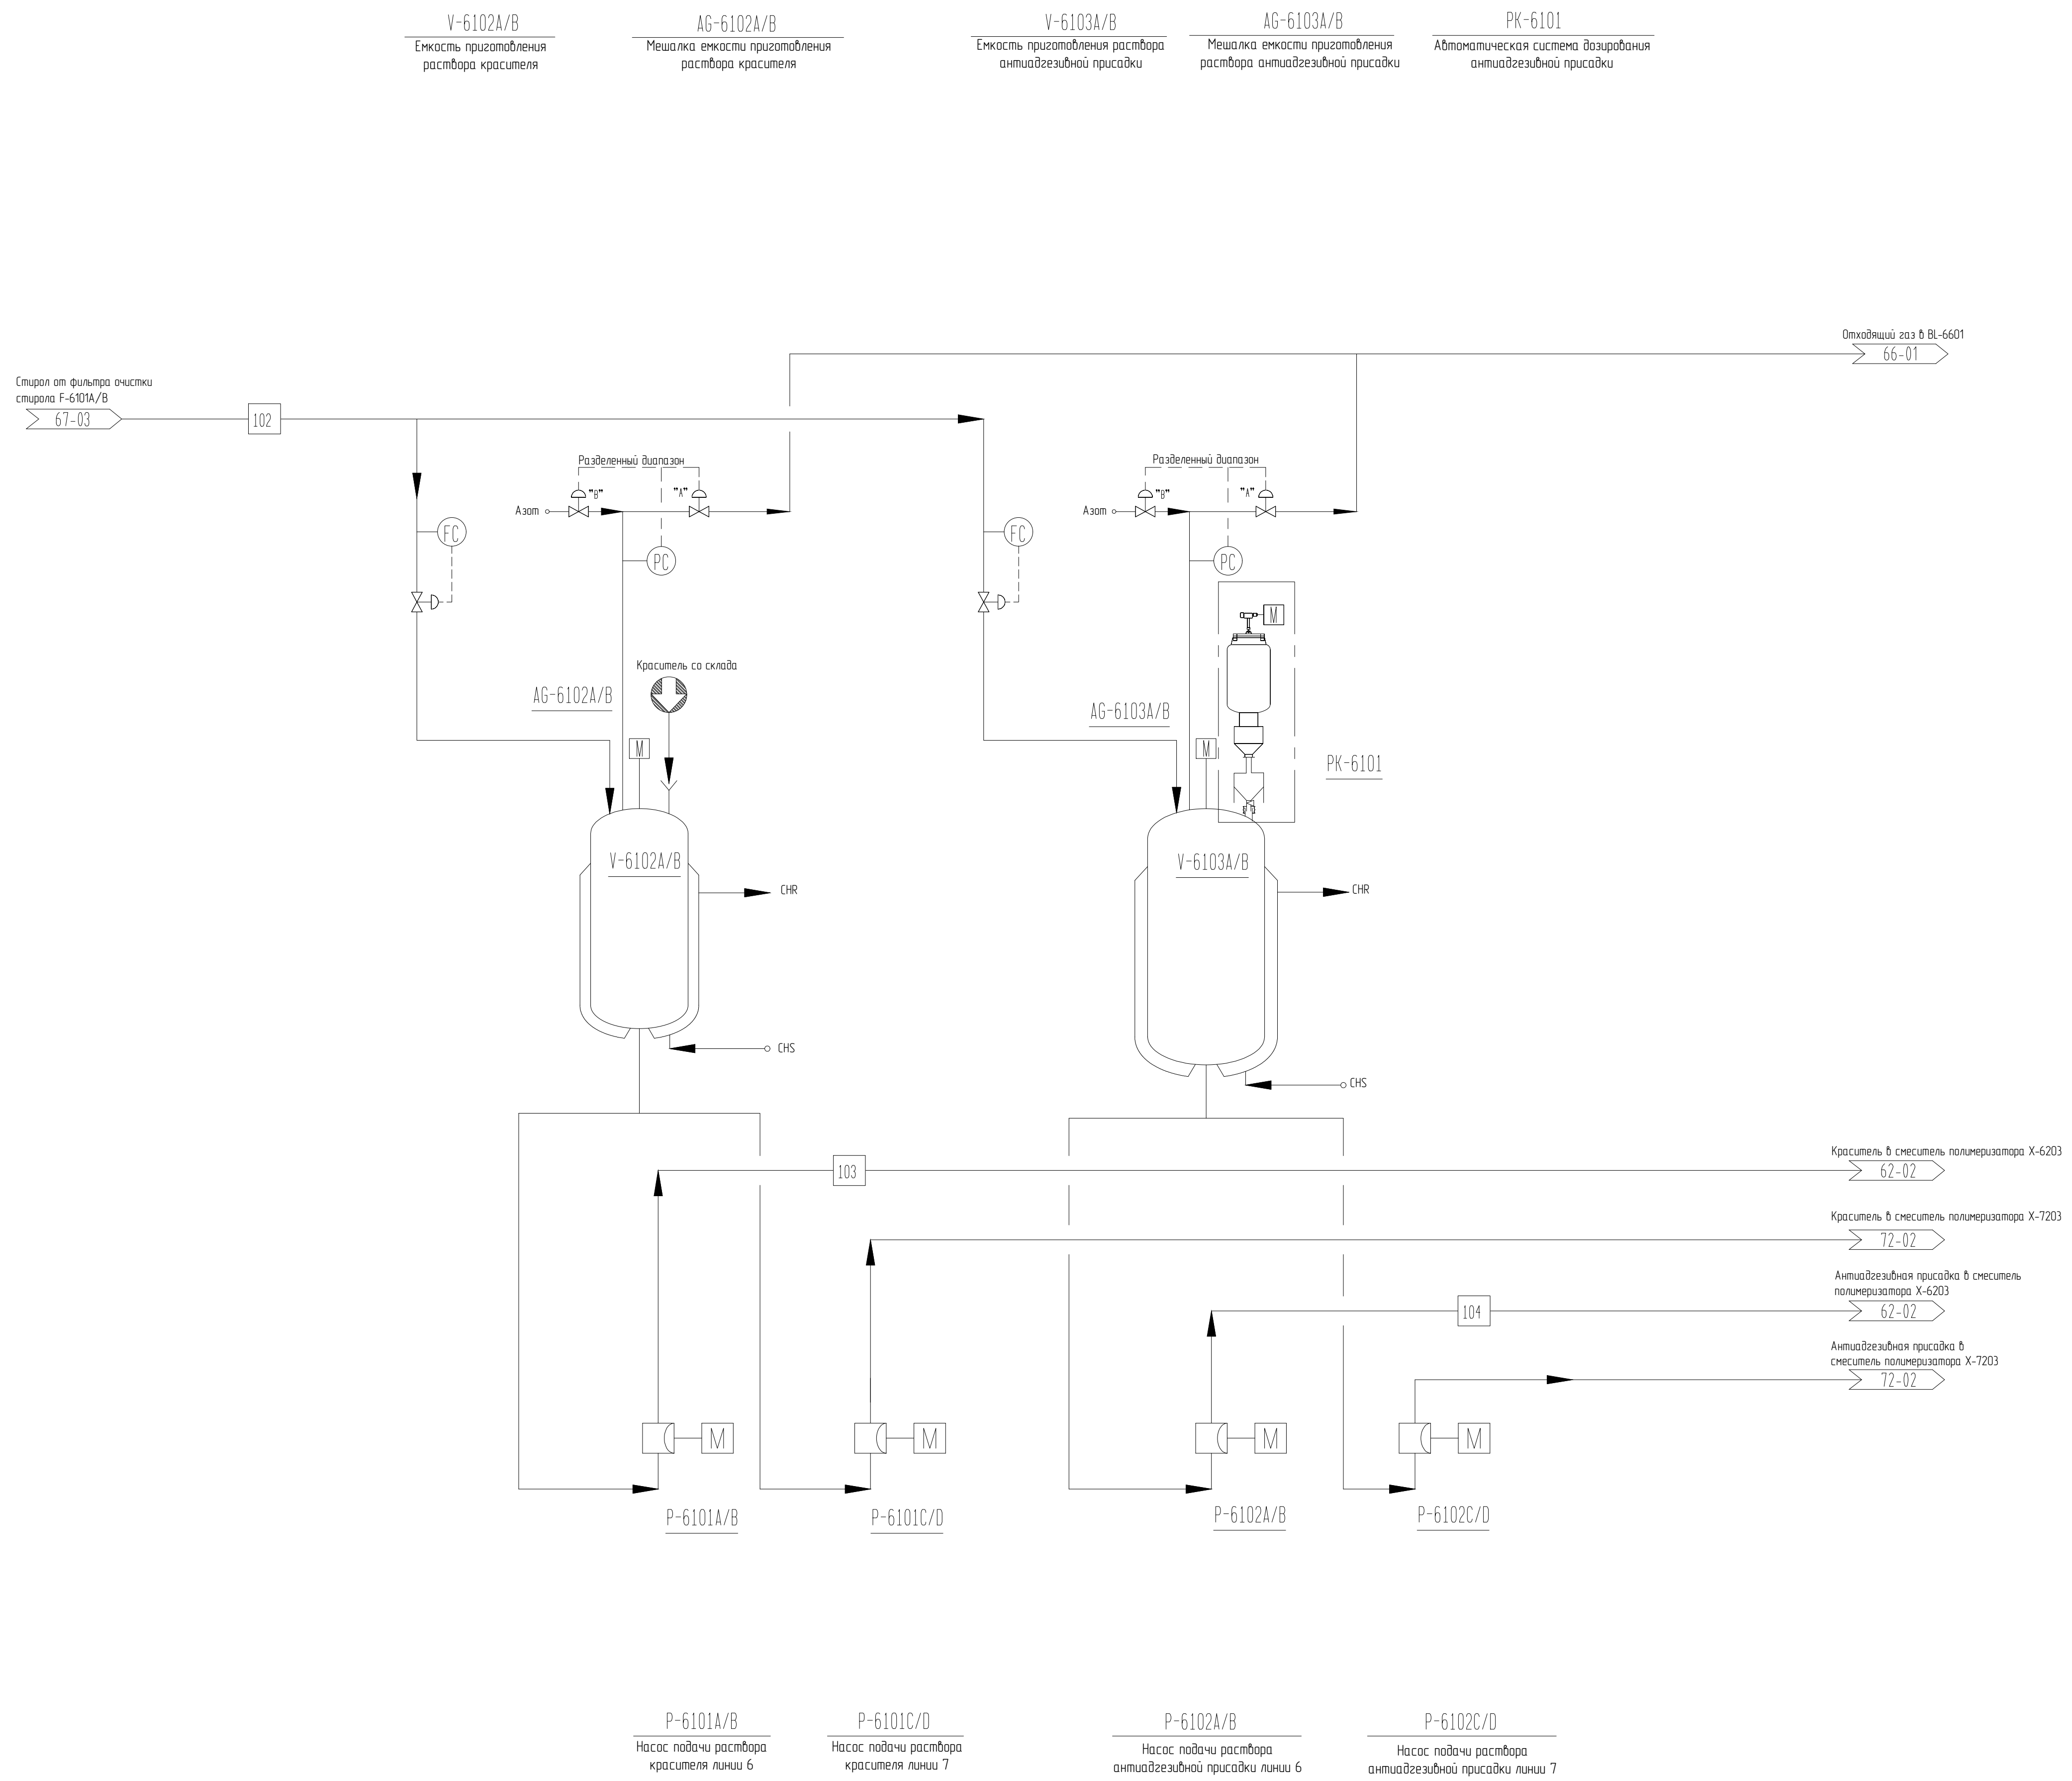 V-6102A/B
Емкость приготовления
раствора красителя
AG-6102A/B
Мешалка емкости приготовления
раствора красителя
V-6103A/B
Емкость приготовления раствора
антиадгезивной присадки
AG-6103A/B
Мешалка емкости приготовления
раствора антиадгезивной присадки
PK-6101
Автоматическая система дозирования
антиадгезивной присадки
Отходящий газ в BL-6601
66-01
Стирол от фильтра очистки
стирола F-6101A/B
67-03
102
Разделенный диапазон
"B"
"A"
Азот
FC
PC
Разделенный диапазон
"B"
"A"
Азот
FC
PC
M
Краситель со склада
AG-6102A/B
M
AG-6103A/B
M
PK-6101
V-6102A/B
CHR
CHS
V-6103A/B
CHR
CHS
103
Краситель в смеситель полимеризатора X-6203
62-02
Краситель в смеситель полимеризатора X-7203
72-02
Антиадгезивная присадка в смеситель
полимеризатора X-6203
104
62-02
Антиадгезивная присадка в
смеситель полимеризатора X-7203
72-02
M
M
M
M
P-6101A/B
P-6101C/D
P-6102A/B
P-6102C/D
P-6101A/B
Насос подачи раствора
красителя линии 6
P-6101C/D
Насос подачи раствора
красителя линии 7
P-6102A/B
Насос подачи раствора
антиадгезивной присадки линии 6
P-6102C/D
Насос подачи раствора
антиадгезивной присадки линии 7